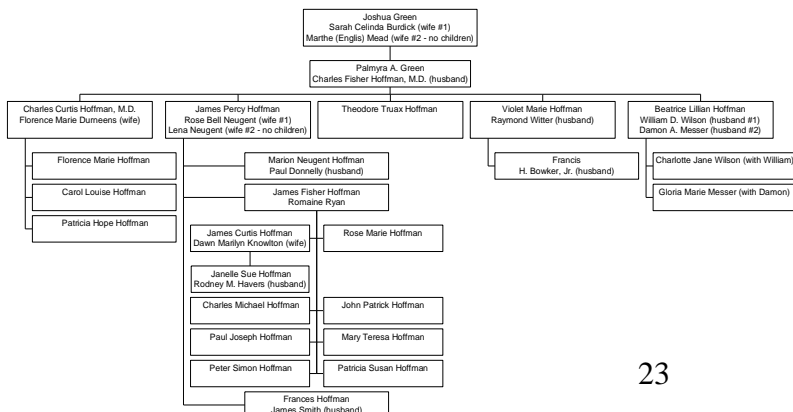 Joshua Green
Sarah Celinda Burdick (wife #1)
Marthe (Englis) Mead (wife #2 - no children)
Palmyra A. Green
Charles Fisher Hoffman, M.D. (husband)
Charles Curtis Hoffman, M.D.
Florence Marie Durneens (wife)
James Percy Hoffman
Rose Bell Neugent (wife #1)
Lena Neugent (wife #2 - no children)
Theodore Truax Hoffman
Violet Marie Hoffman
Raymond Witter (husband)
Beatrice Lillian Hoffman
William D. Wilson (husband #1)
Damon A. Messer (husband #2)
Florence Marie Hoffman
Carol Louise Hoffman
Patricia Hope Hoffman
Marion Neugent Hoffman
Paul Donnelly (husband)
James Fisher Hoffman
Romaine Ryan
James Curtis Hoffman
Dawn Marilyn Knowlton (wife)
Rose Marie Hoffman
Janelle Sue Hoffman
Rodney M. Havers (husband)
Charles Michael Hoffman
John Patrick Hoffman
Paul Joseph Hoffman
Mary Teresa Hoffman
Peter Simon Hoffman
Patricia Susan Hoffman
Frances Hoffman
James Smith (husband)
Francis
H. Bowker, Jr. (husband)
Charlotte Jane Wilson (with William)
Gloria Marie Messer (with Damon)
23